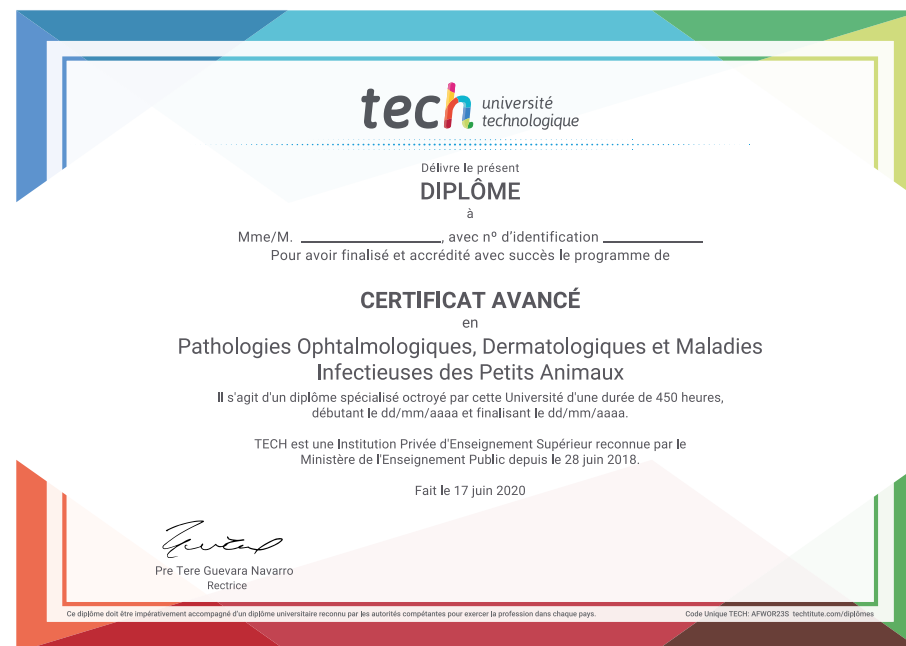 tech université
technologique
Délivre le présent
DIPLÔME
à
Mme/M. ____________________, avec nº d'identification ______________
Pour avoir finalisé et accrédité avec succès le programme de
CERTIFICAT AVANCÉ
en
Pathologies Ophtalmologiques, Dermatologiques et Maladies
Infectieuses des Petits Animaux
Il s'agit d'un diplôme spécialisé octroyé par cette Université d'une durée de 450 heures,
débutant le dd/mm/aaaa et finalisant le dd/mm/aaaa.
TECH est une Institution Privée d'Enseignement Supérieur reconnue par le
Ministère de l'Enseignement Public depuis le 28 juin 2018.
Fait le 17 juin 2020
Pre Tere Guevara Navarro
Rectrice
Ce diplôme doit être impérativement accompagné d'un diplôme universitaire reconnu par les autorités compétantes pour exercer la profession dans chaque pays.
Code Unique TECH: AFWOR23S techtitute.com/diplômes